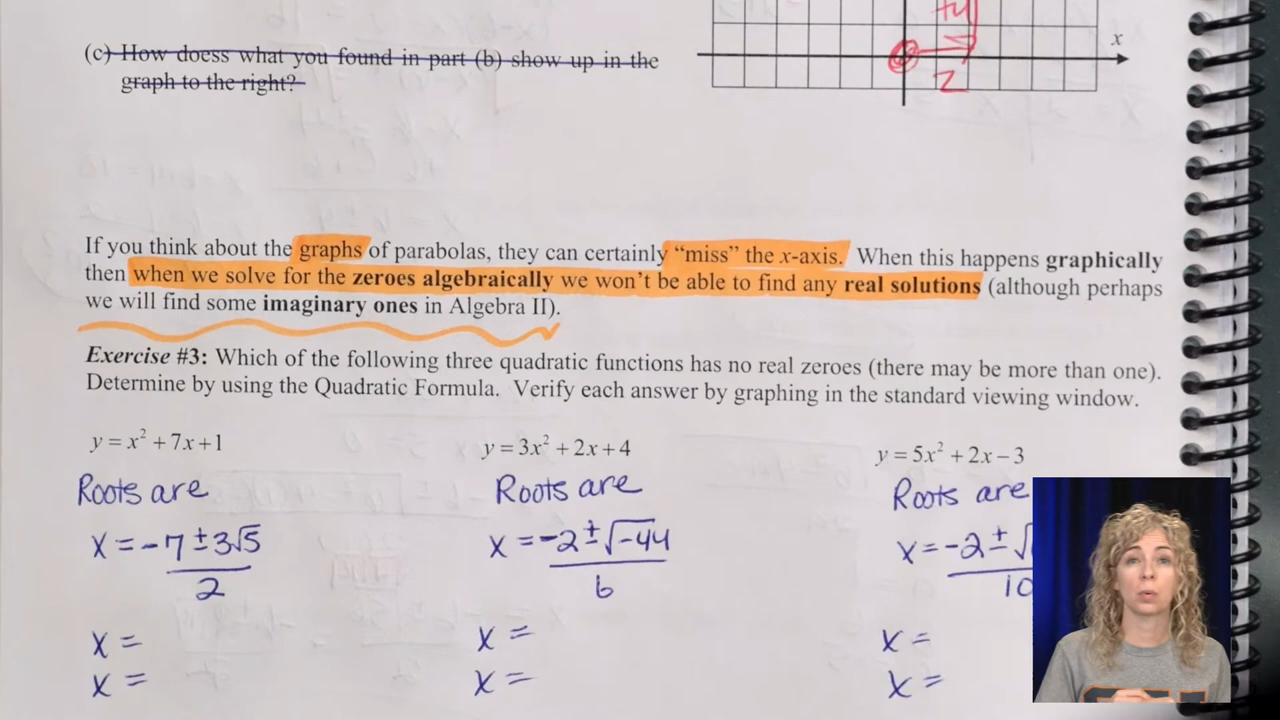 +4
x
2
(c) How doess what you found in part (b) show up in the
graph to the right?
If you think about the graphs of parabolas, they can certainly “miss” the x-axis. When this happens graphically
then when we solve for the zeroes algebraically we won’t be able to find any real solutions (although perhaps
we will find some imaginary ones in Algebra II).
Exercise #3: Which of the following three quadratic functions has no real zeroes (there may be more than one).
Determine by using the Quadratic Formula. Verify each answer by graphing in the standard viewing window.
y = x² + 7x + 1
y = 3x² + 2x + 4
y = 5x² + 2x − 3
Roots are
Roots are
Roots are
x = -7 ± 3√5
2
x = -2 ± √-44
6
x = -2 ± √
10
x =
x =
x =
x =
x =
x =